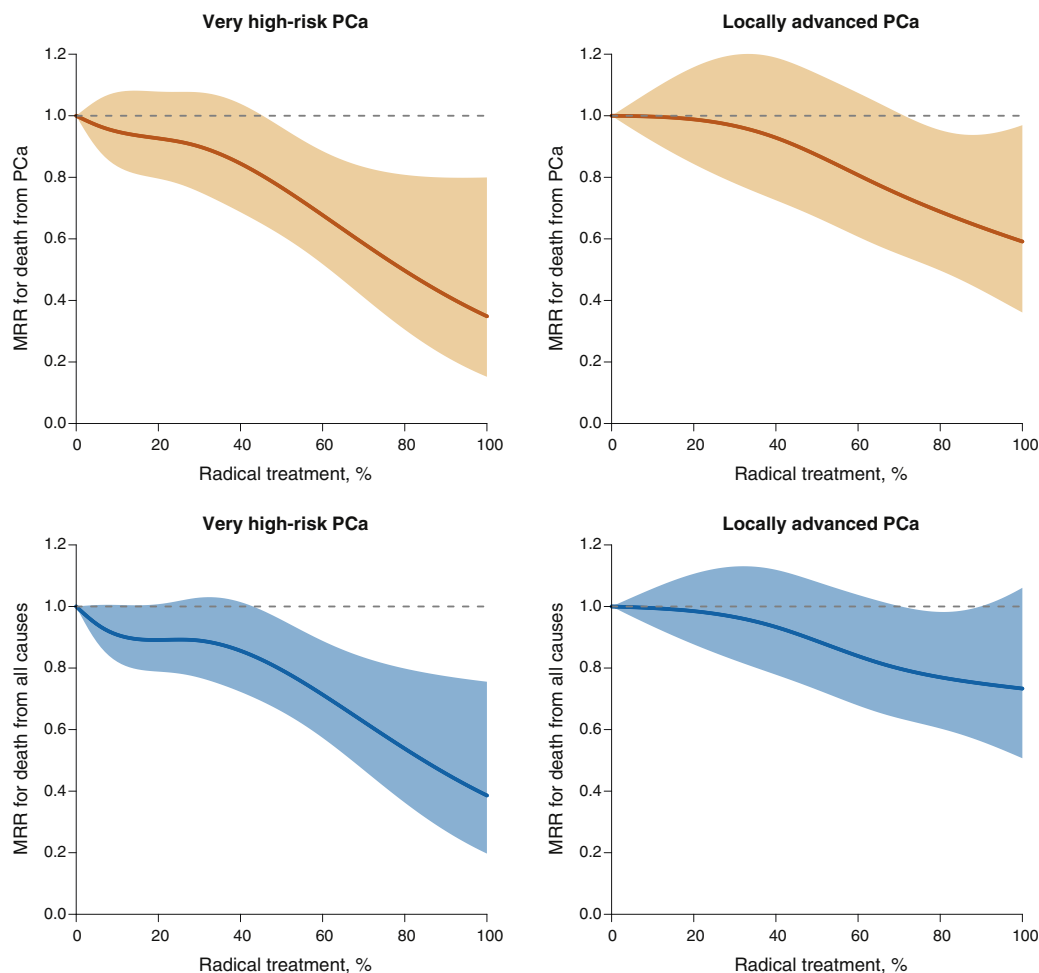 Very high-risk PCa
1.2
1.0
0.8
0.6
0.4
0.2
0.0
MRR for death from PCa
0 20 40 60 80 100
Radical treatment, %
Locally advanced PCa
1.2
1.0
0.8
0.6
0.4
0.2
0.0
MRR for death from PCa
0 20 40 60 80 100
Radical treatment, %
Very high-risk PCa
1.2
1.0
0.8
0.6
0.4
0.2
0.0
MRR for death from all causes
0 20 40 60 80 100
Radical treatment, %
Locally advanced PCa
1.2
1.0
0.8
0.6
0.4
0.2
0.0
MRR for death from all causes
0 20 40 60 80 100
Radical treatment, %